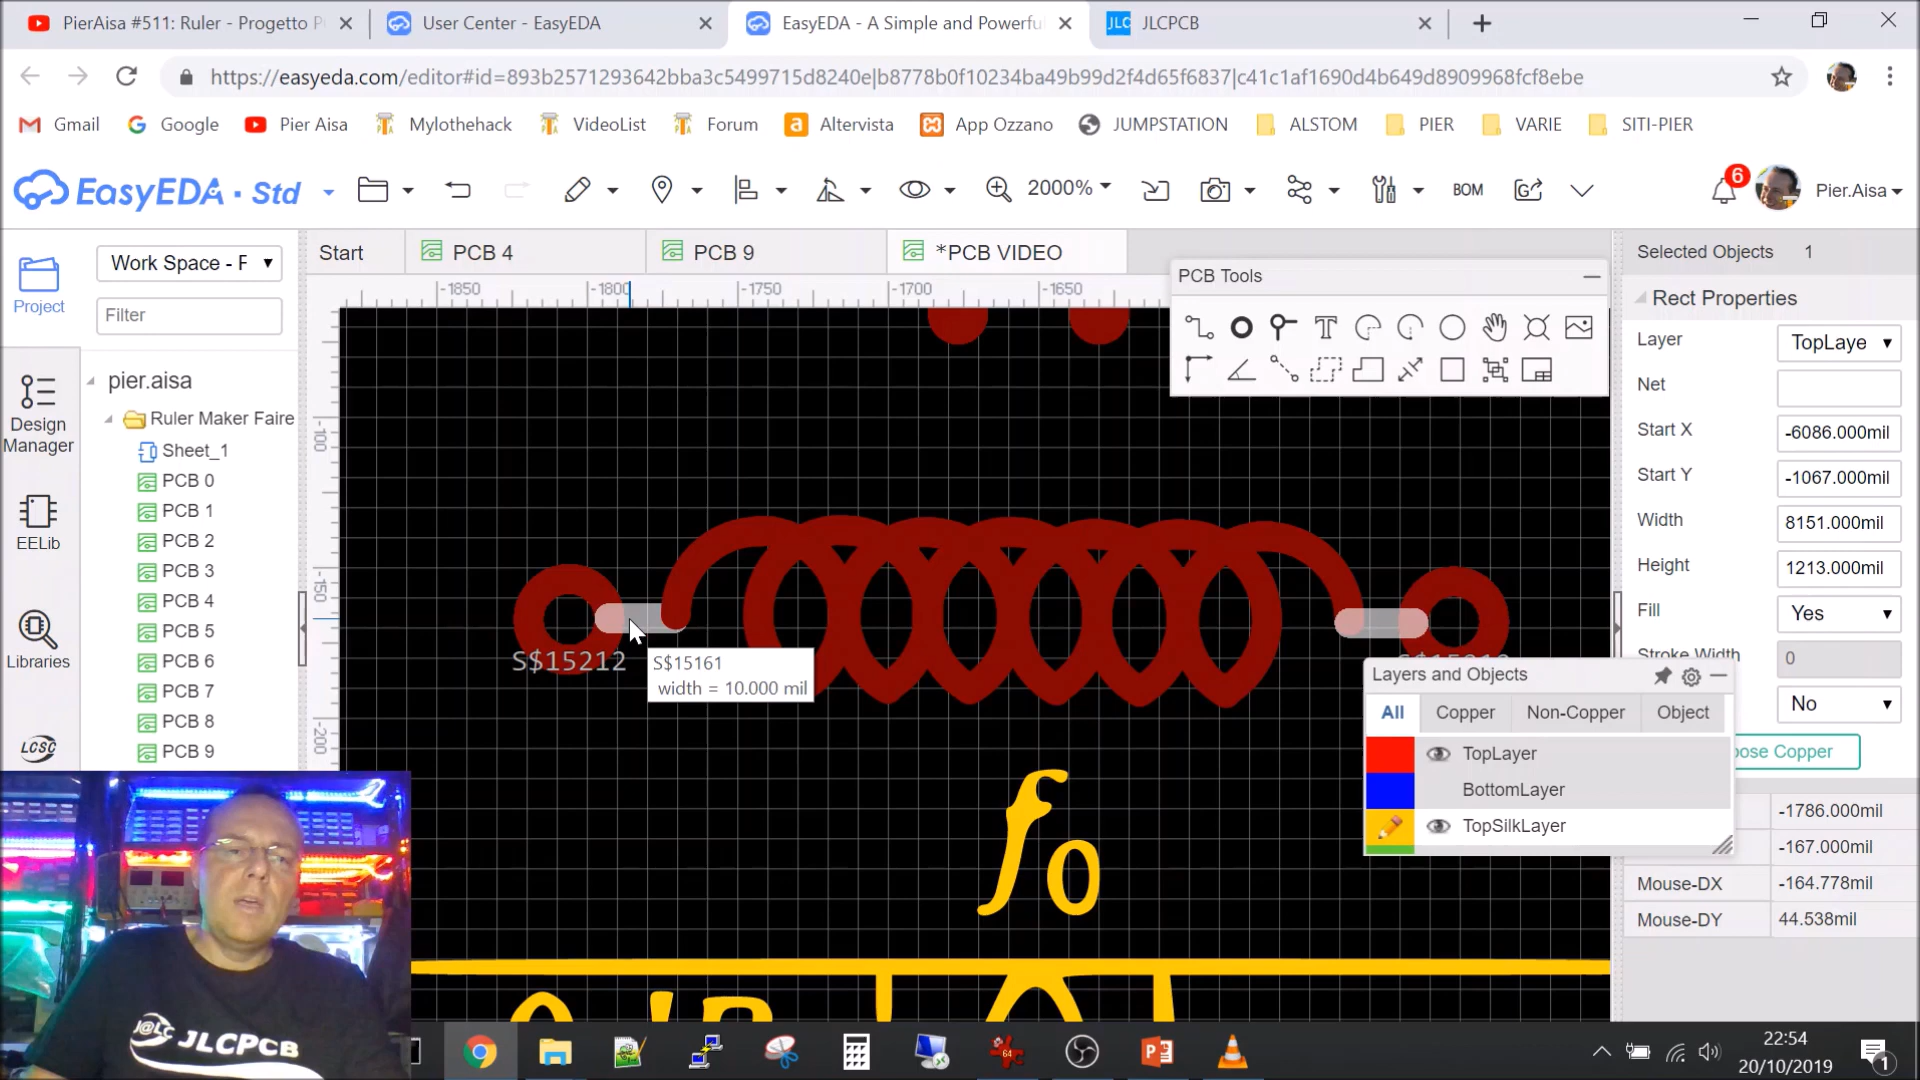 PierAisa #511: Ruler - Progetto P
User Center - EasyEDA
EasyEDA - A Simple and Powerfu
JLC JLCPCB
https://easyeda.com/editor#id=893b2571293642bba3c5499715d8240e|b8778b0f10234ba49b99d2f4d65f6837|c41c1af1690d4b649d8909968fcf8ebe
Gmail Google Pier Aisa Mylothehack VideoList Forum Altervista App Ozzano JUMPSTATION ALSTOM PIER VARIE SITI-PIER
EasyEDA · Std 2000% BOM 6 Pier.Aisa
Project
Work Space - F
Filter
Start PCB 4 PCB 9 *PCB VIDEO
-1850 -1800 -1750 -1700 -1650
-100
-150
-200
PCB Tools
Selected Objects 1
Rect Properties
Layer TopLaye
Net
Start X -6086.000mil
Start Y -1067.000mil
Width 8151.000mil
Height 1213.000mil
Fill Yes
Stroke Width 0
No
ose Copper
-1786.000mil
-167.000mil
Mouse-DX -164.778mil
Mouse-DY 44.538mil
Design
Manager
EELib
Libraries
LCSC
pier.aisa
Ruler Maker Faire
Sheet_1
PCB 0
PCB 1
PCB 2
PCB 3
PCB 4
PCB 5
PCB 6
PCB 7
PCB 8
PCB 9
S$15212
S$15161
width = 10.000 mil
Layers and Objects
All Copper Non-Copper Object
TopLayer
BottomLayer
TopSilkLayer
f0
J@LC JLCPCB
64
22:54
20/10/2019
1